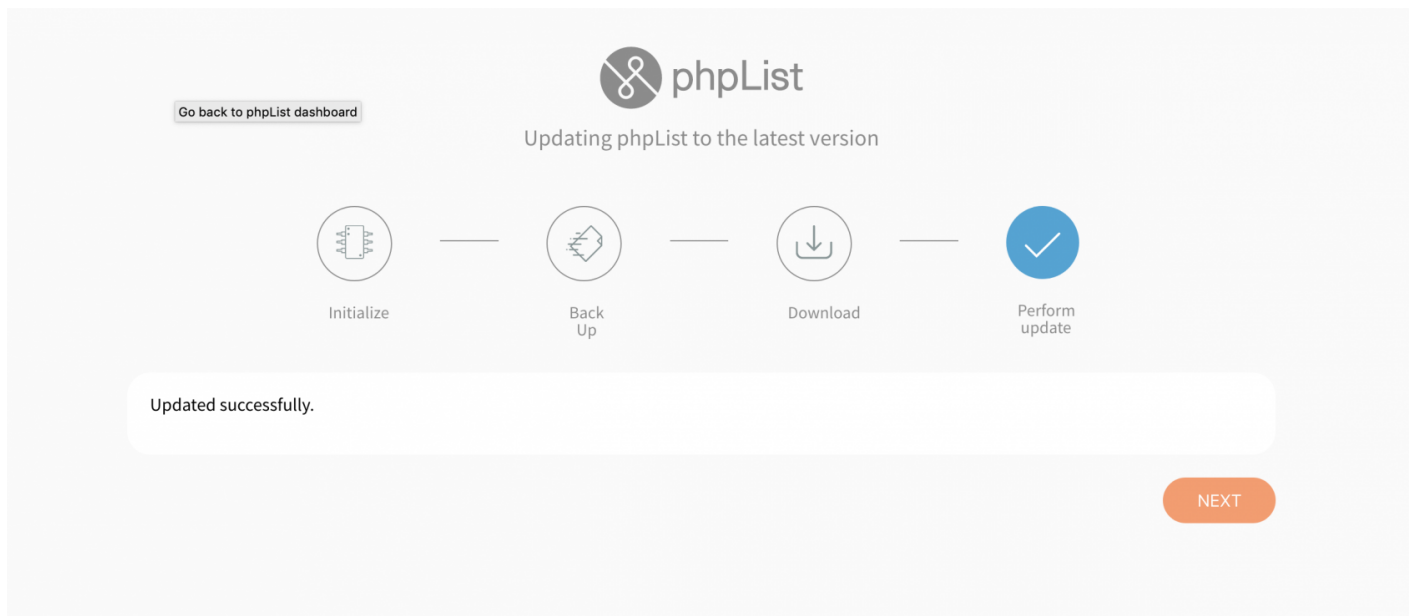 phpList
Go back to phpList dashboard
Updating phpList to the latest version
Initialize
Back
Up
Download
Perform
update
Updated successfully.
NEXT